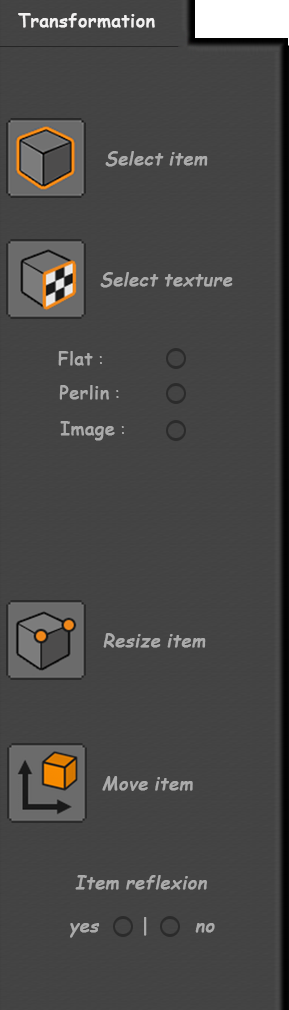 Transformation
Select item
Select texture
Flat :
Perlin :
Image :
Resize item
Move item
Item reflexion
yes | no